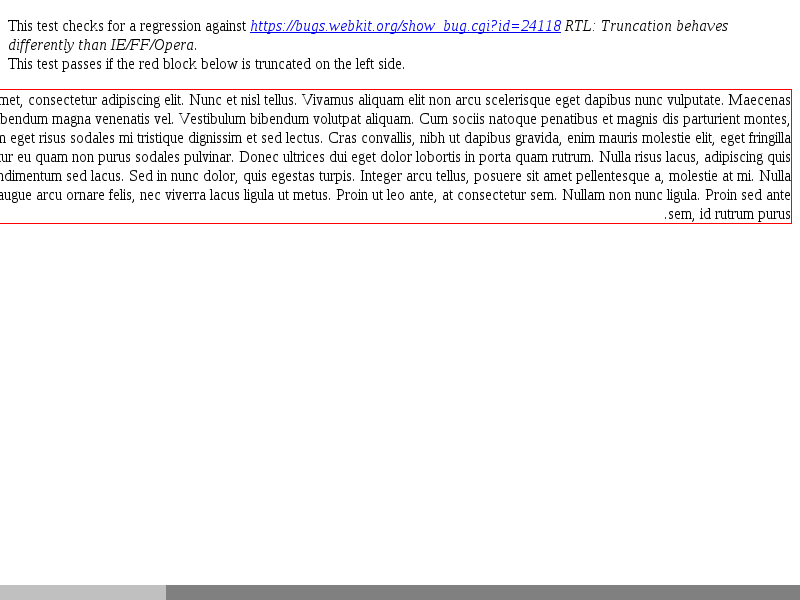 This test checks for a regression against https://bugs.webkit.org/show_bug.cgi?id=24118 RTL: Truncation behaves
differently than IE/FF/Opera.
This test passes if the red block below is truncated on the left side.
consectetur adipiscing elit. Nunc et nisl tellus. Vivamus aliquam elit non arcu scelerisque eget dapibus nunc vulputate. Maecenas
magna venenatis vel. Vestibulum bibendum volutpat aliquam. Cum sociis natoque penatibus et magnis dis parturient montes,
eget risus sodales mi tristique dignissim et sed lectus. Cras convallis, nibh ut dapibus gravida, enim mauris molestie elit, eget fringilla
eu quam non purus sodales pulvinar. Donec ultrices dui eget dolor lobortis in porta quam rutrum. Nulla risus lacus, adipiscing quis
sed lacus. Sed in nunc dolor, quis egestas turpis. Integer arcu tellus, posuere sit amet pellentesque a, molestie at mi. Nulla
augue arcu ornare felis, nec viverra lacus ligula ut metus. Proin ut leo ante, at consectetur sem. Nullam non nunc ligula. Proin sed ante
.sem, id rutrum purus